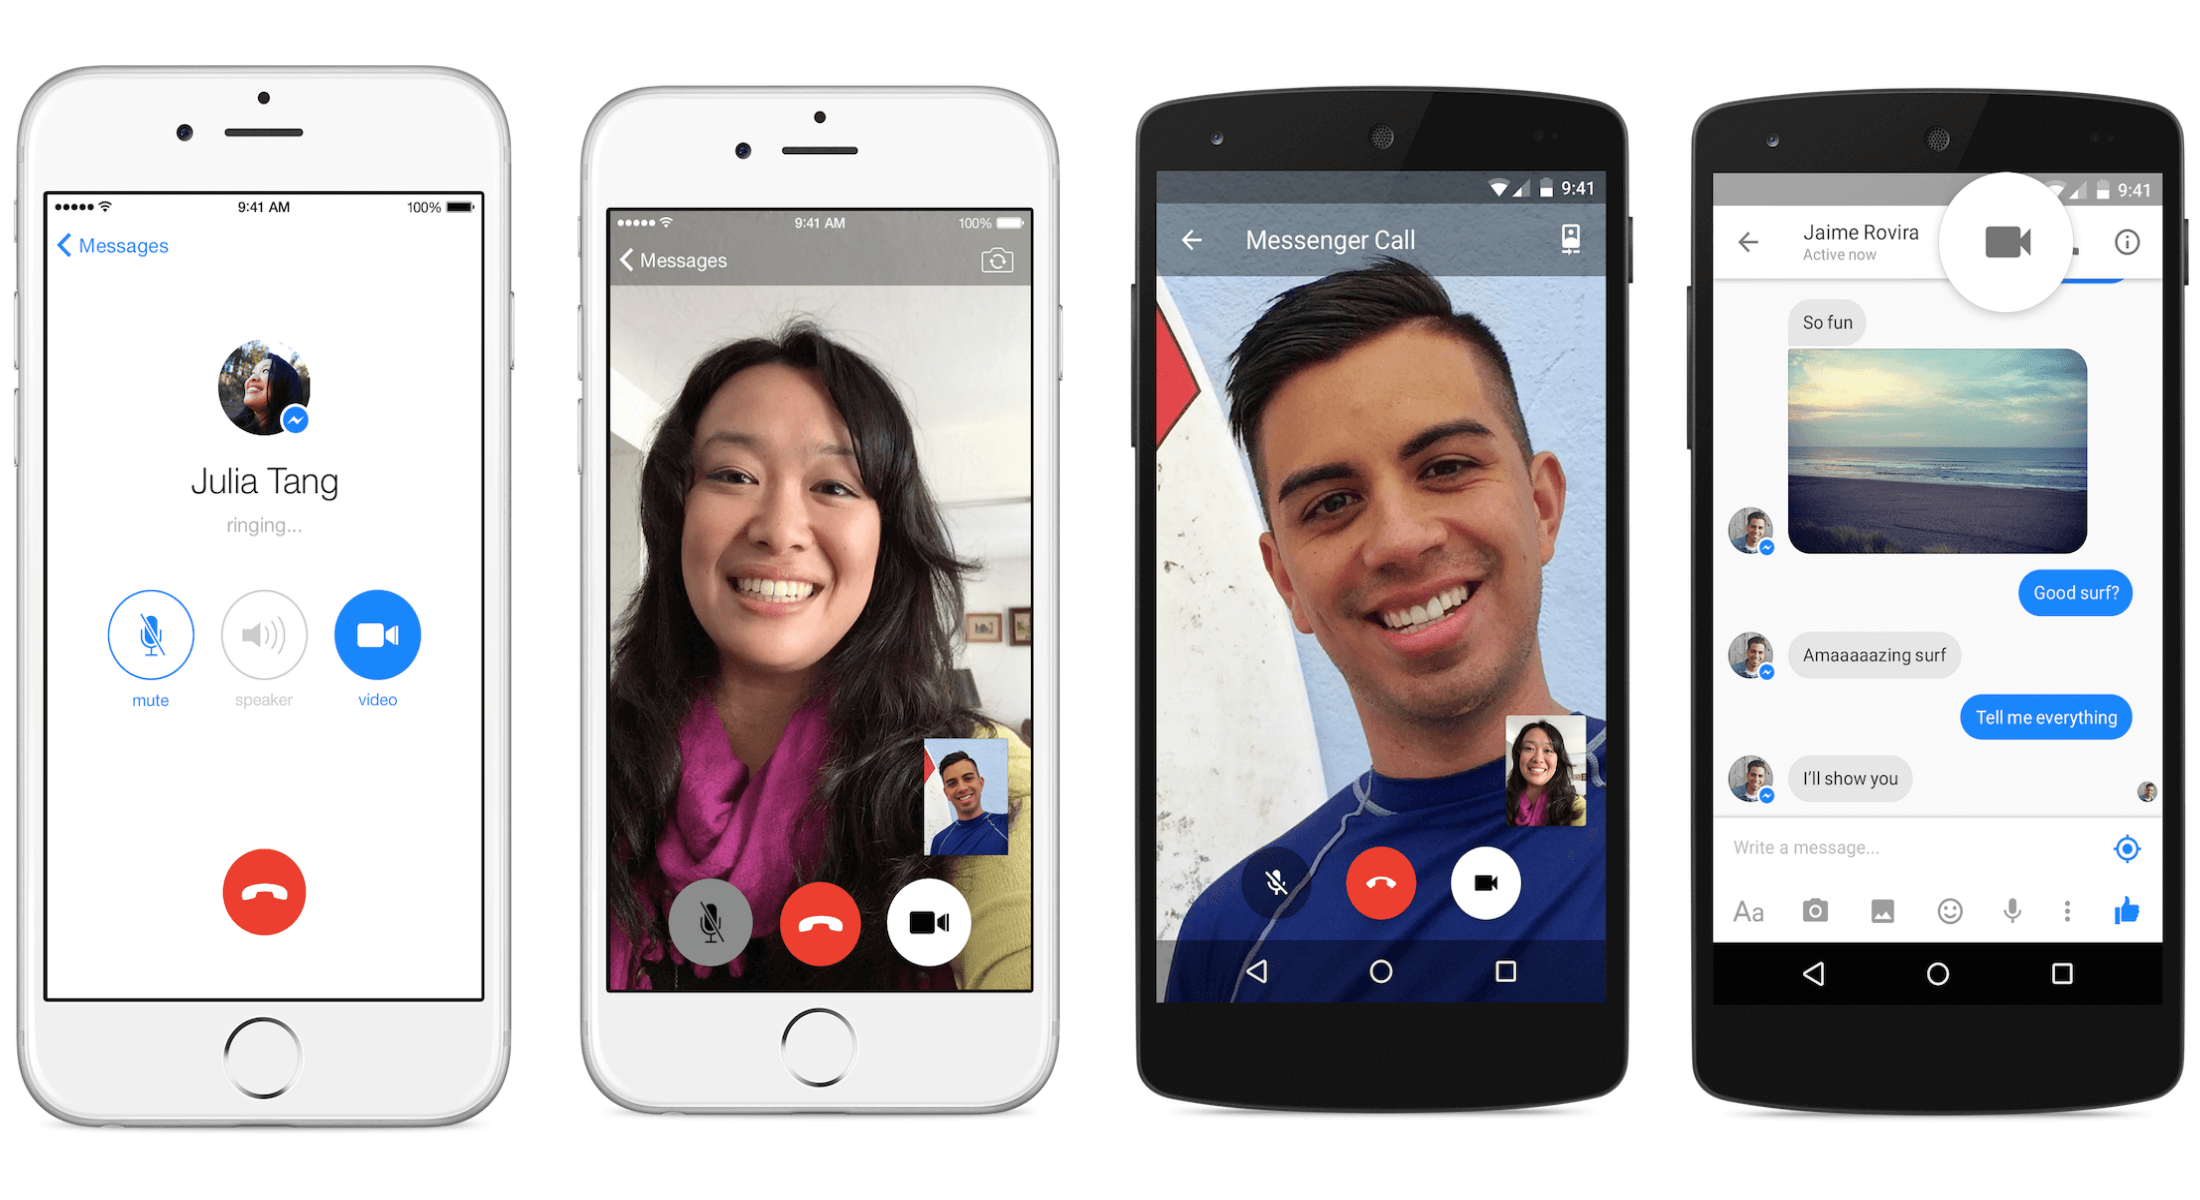 9:41 AM
100%
Messages
Julia Tang
ringing...
mute
speaker
video
9:41 AM
100%
Messages
9:41
Messenger Call
9:41
Jaime Rovira
Active now
So fun
Good surf?
Amaaaaazing surf
Tell me everything
I'll show you
Write a message...
Aa